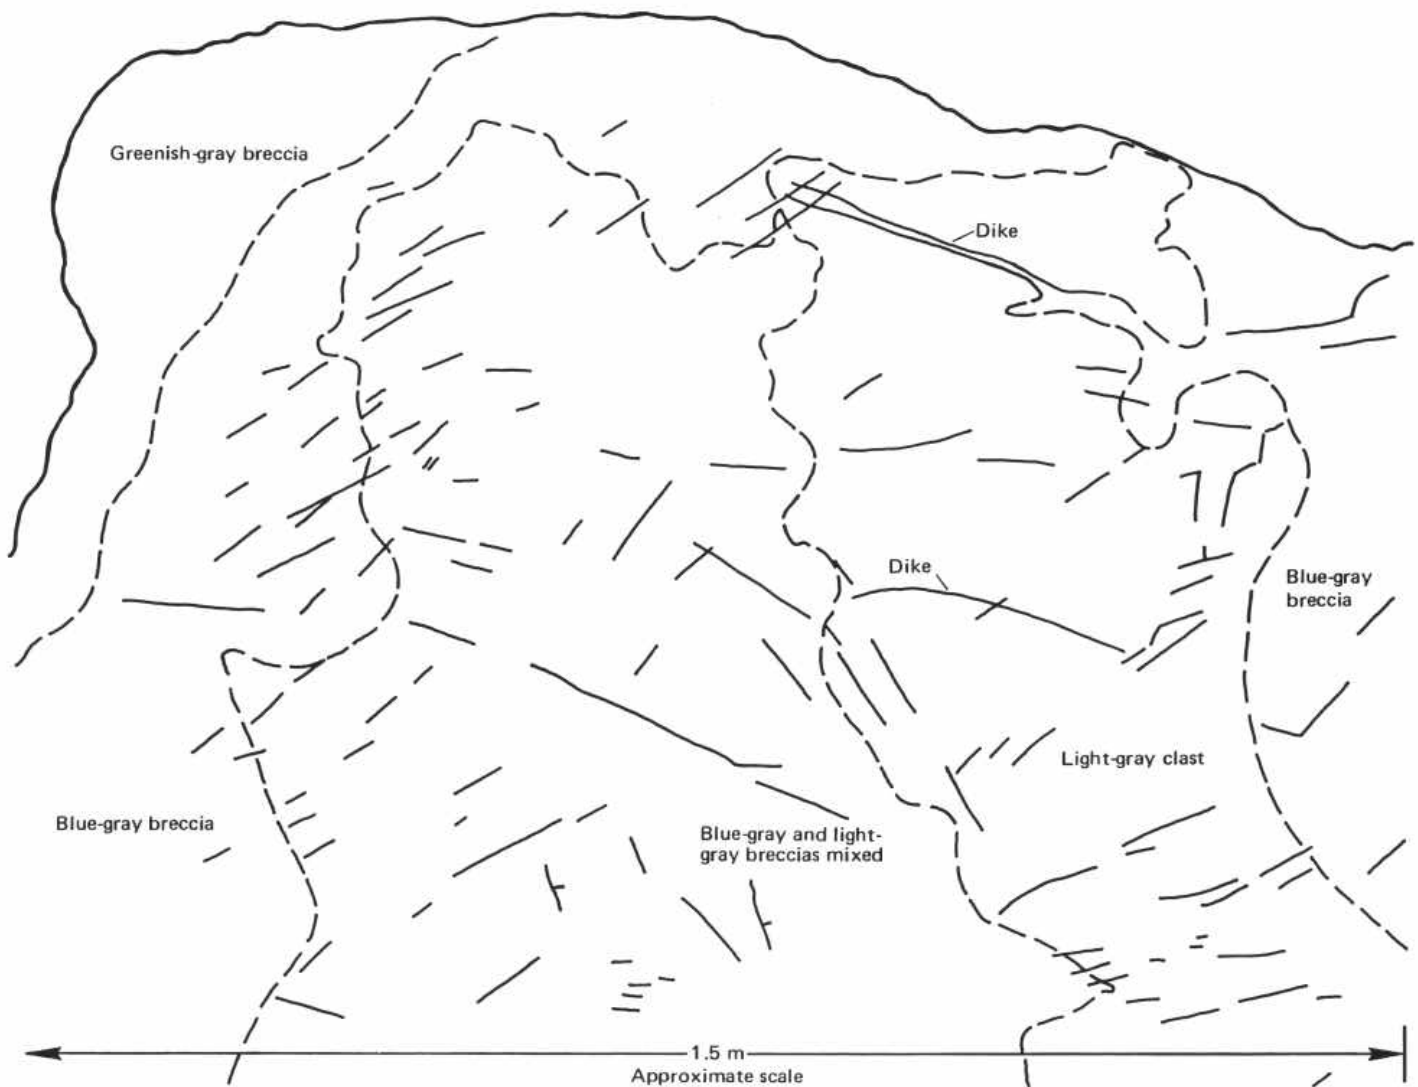 Greenish-gray breccia
Dike
Dike
Blue-gray
breccia
Light-gray clast
Blue-gray breccia
Blue-gray and light-
gray breccias mixed
1.5 m
Approximate scale